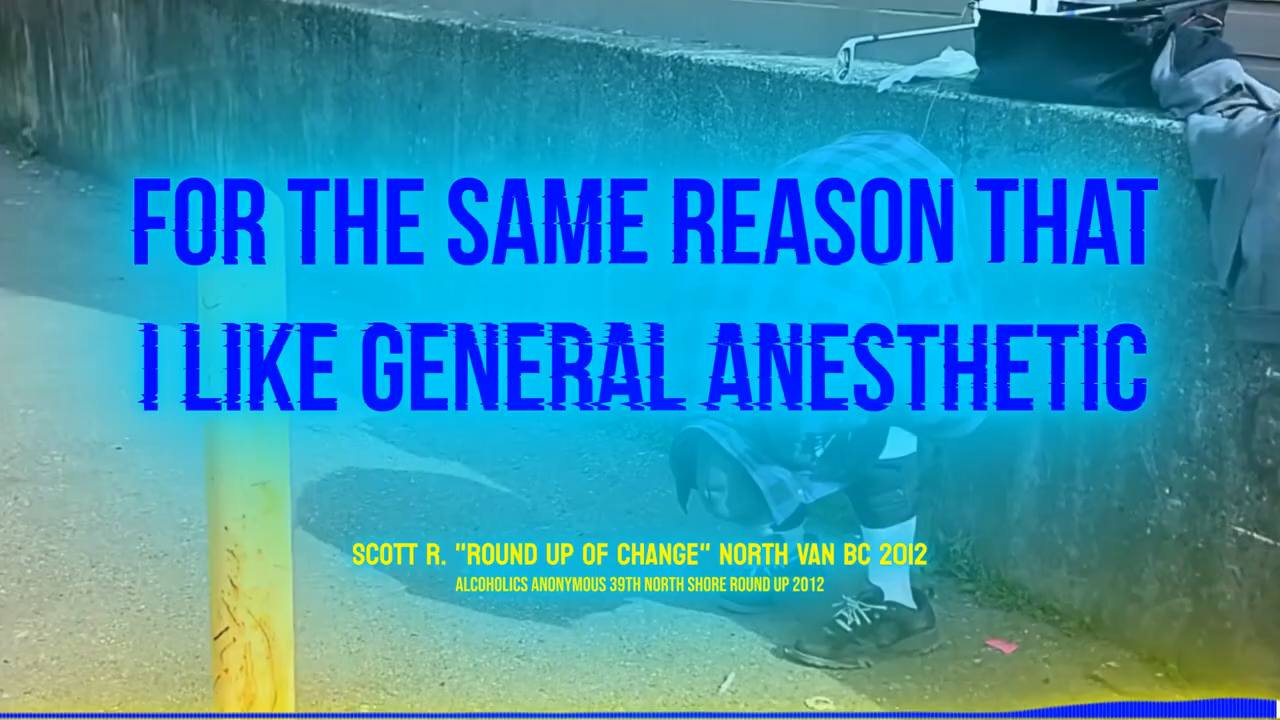 FOR THE SAME REASON THAT
I LIKE GENERAL ANESTHETIC
SCOTT R. "ROUND UP OF CHANGE" NORTH VAN BC 2012
ALCOHOLICS ANONYMOUS 39TH NORTH SHORE ROUND UP 2012